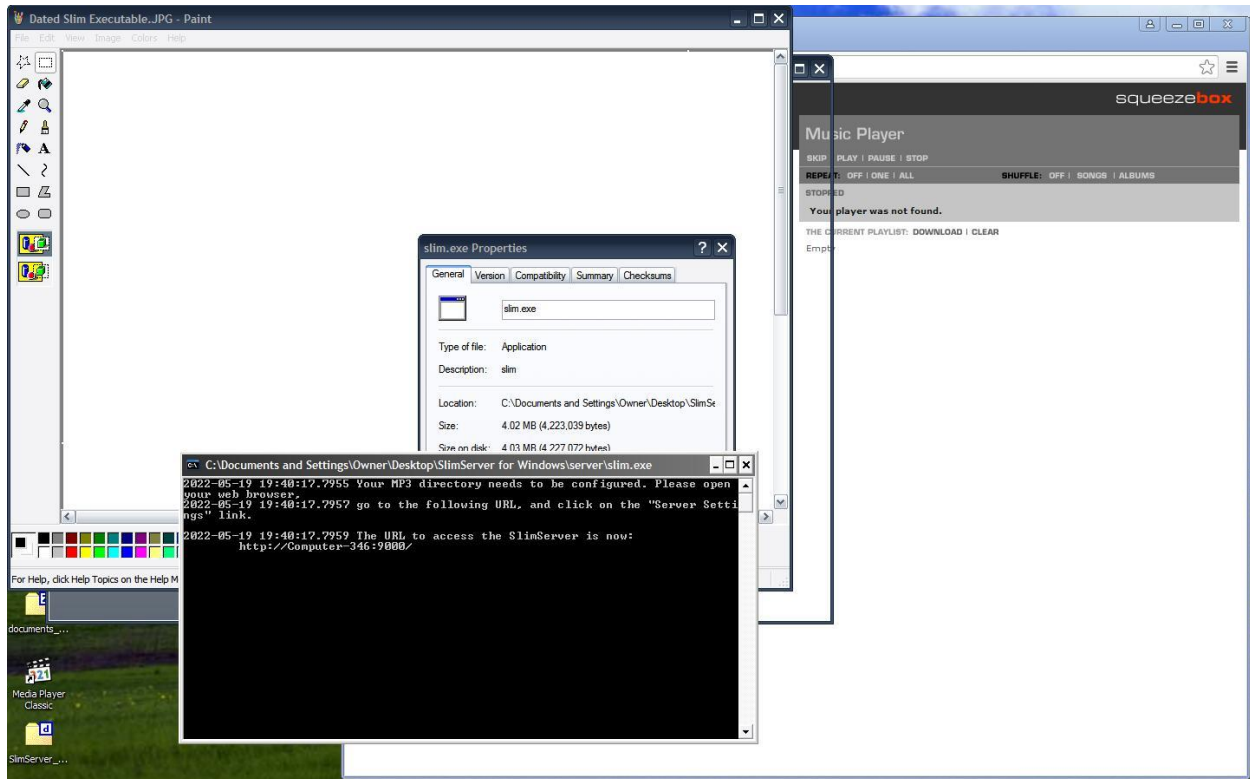 Dated Slim Executable.JPG - Paint
File Edit View Image Colors Help
For Help, click Help Topics on the Help M
squeezebox
Music Player
SKIP | PLAY | PAUSE | STOP
REPEAT: OFF | ONE | ALL SHUFFLE: OFF | SONGS | ALBUMS
STOPPED
Your player was not found.
THE CURRENT PLAYLIST: DOWNLOAD | CLEAR
Empty
slim.exe Properties
General Version Compatibility Summary Checksums
slim.exe
Type of file: Application
Description: slim
Location: C:\Documents and Settings\Owner\Desktop\SlimSe
Size: 4.02 MB (4,223,039 bytes)
Size on disk: 4.03 MB (4,227,072 bytes)
C:\Documents and Settings\Owner\Desktop\SlimServer for Windows\server\slim.exe
2022-05-19 19:40:17.7955 Your MP3 directory needs to be configured. Please open
your web browser,
2022-05-19 19:40:17.7957 go to the following URL, and click on the "Server Setti
ngs" link.
2022-05-19 19:40:17.7959 The URL to access the SlimServer is now:
http://Computer-346:9000/
documents_...
Media Player
Classic
SlimServer_...